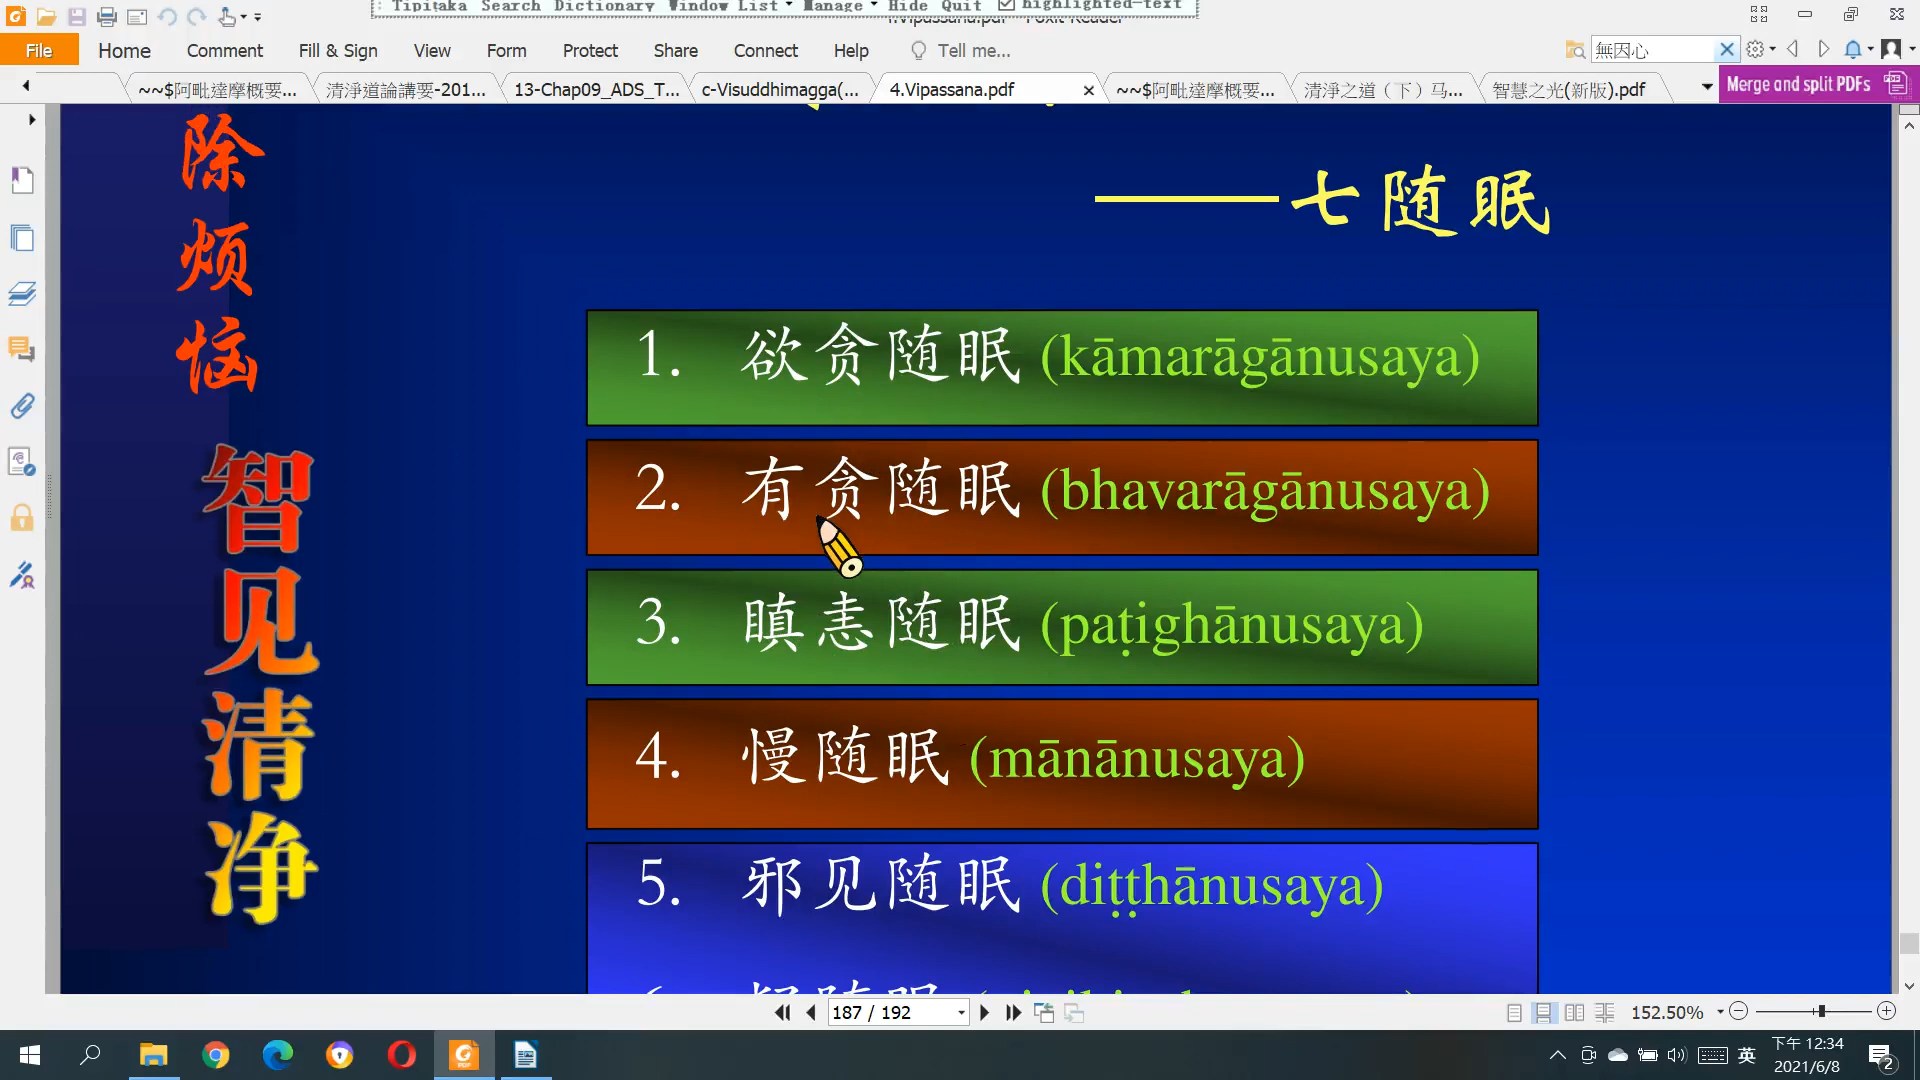 Tipiṭaka Search Dictionary Window List Manage Hide Quit highlighted-text
File Home Comment Fill & Sign View Form Protect Share Connect Help Tell me... 無因心
~~$阿毗達摩概要... 清淨道論講要-201... 13-Chap09_ADS_T... c-Visuddhimagga(... 4.Vipassana.pdf ~~$阿毗達摩概要... 清淨之道（下）马... 智慧之光(新版).pdf Merge and split PDFs
除烦恼
智见清净
——七随眠
1. 欲贪随眠 (kāmarāgānusaya)
2. 有贪随眠 (bhavarāgānusaya)
3. 瞋恚随眠 (paṭighānusaya)
4. 慢随眠 (mānānusaya)
5. 邪见随眠 (diṭṭhānusaya)
187 / 192 152.50%
英 下午 12:34
2021/6/8 2